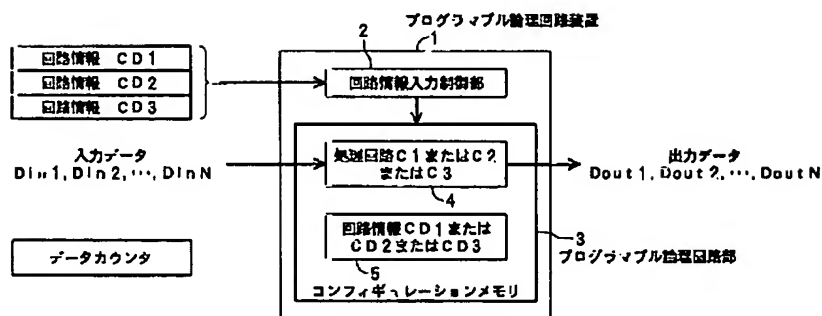 プログラマブル論理回路装置
1
2
回路情報 CD1
回路情報 CD2
回路情報 CD3
回路情報入力制御部
入力データ
Din1, Din2, …, DinN
処理回路C1またはC2
またはC3
4
出力データ
Dout1, Dout2, …, DoutN
回路情報CD1または
CD2またはCD3
5
3
プログラマブル論理回路部
データカウンタ
コンフィギュレーションメモリ